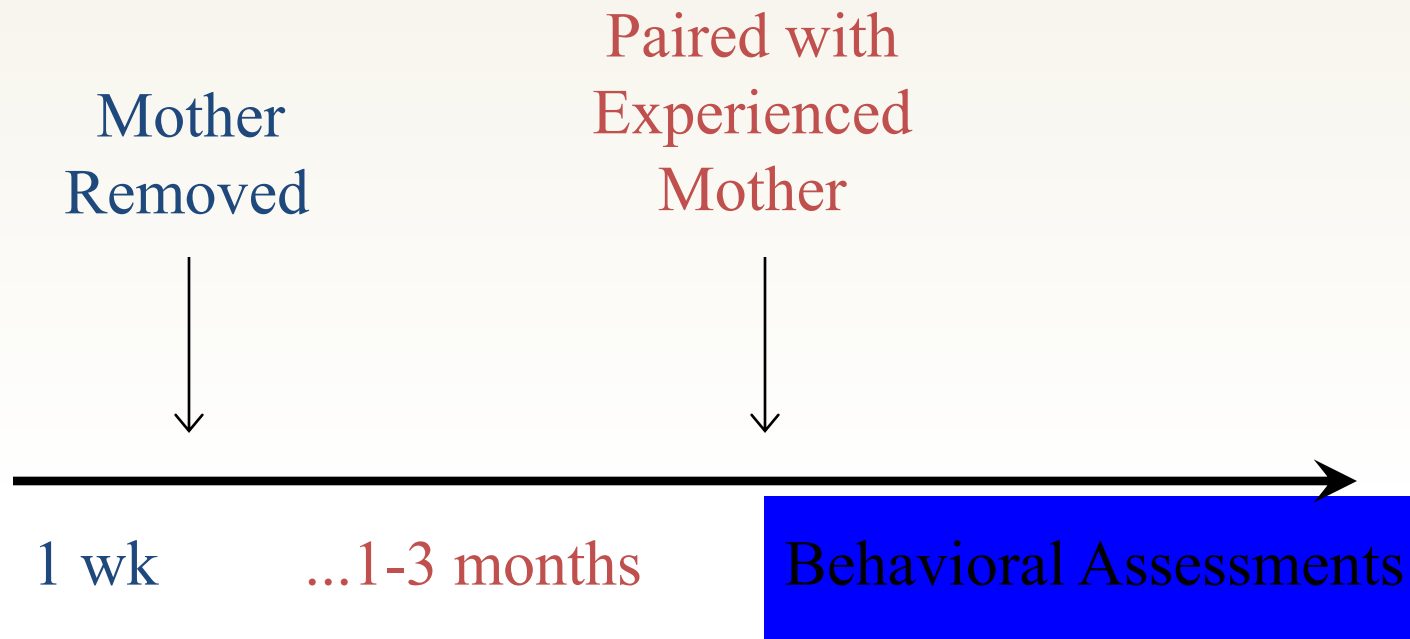 Mother
Removed
Paired with
Experienced
Mother
1 wk
...1-3 months
Behavioral Assessments